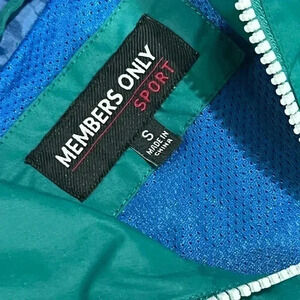 MEMBERS ONLY
SPORT
S
MADE IN
CHINA